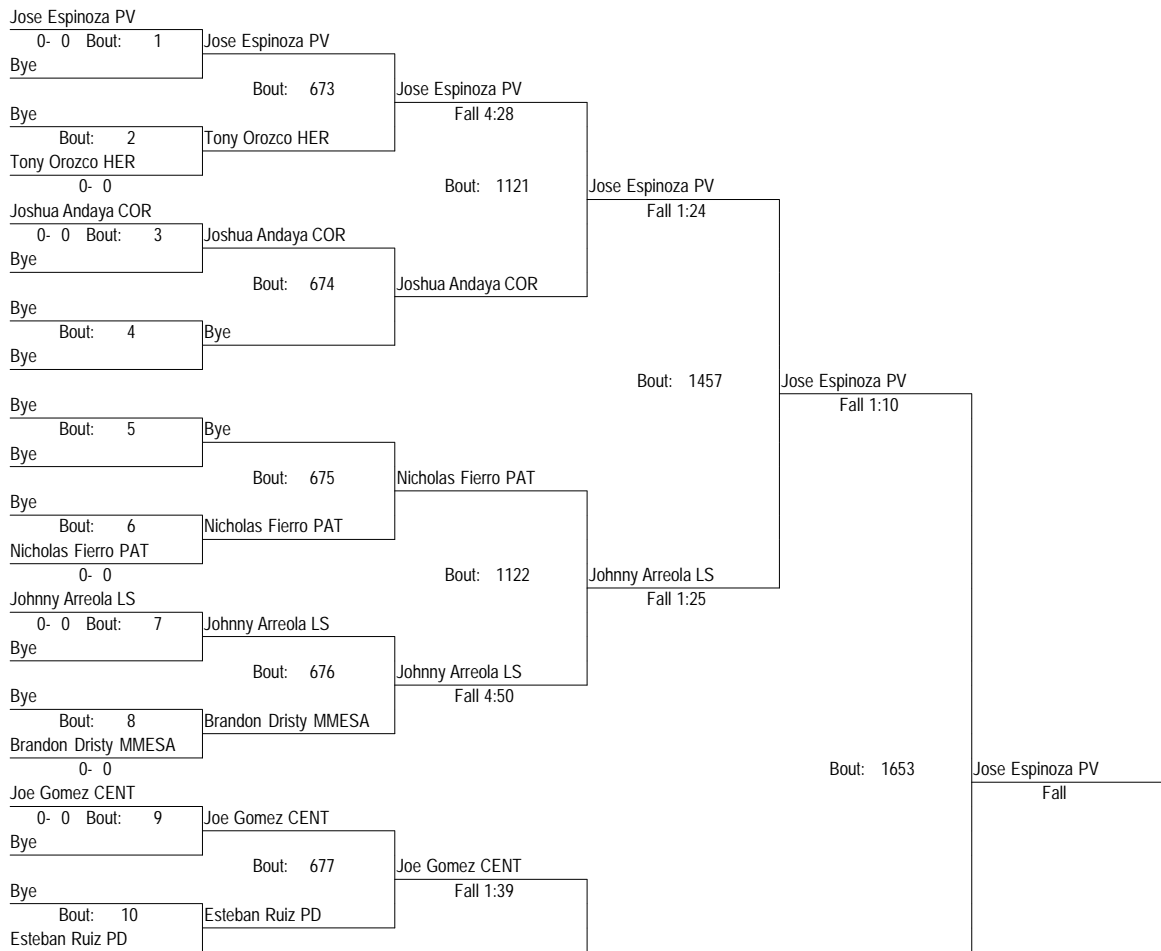 Jose Espinoza PV
0- 0 Bout: 1 Jose Espinoza PV
Bye
Bout: 673 Jose Espinoza PV
Bye Fall 4:28
Bout: 2 Tony Orozco HER
Tony Orozco HER
0- 0 Bout: 1121 Jose Espinoza PV
Joshua Andaya COR Fall 1:24
0- 0 Bout: 3 Joshua Andaya COR
Bye
Bout: 674 Joshua Andaya COR
Bye
Bout: 4 Bye
Bye
Bout: 1457 Jose Espinoza PV
Bye Fall 1:10
Bout: 5 Bye
Bye
Bout: 675 Nicholas Fierro PAT
Bye
Bout: 6 Nicholas Fierro PAT
Nicholas Fierro PAT
0- 0 Bout: 1122 Johnny Arreola LS
Johnny Arreola LS Fall 1:25
0- 0 Bout: 7 Johnny Arreola LS
Bye
Bout: 676 Johnny Arreola LS
Bye Fall 4:50
Bout: 8 Brandon Dristy MMESA
Brandon Dristy MMESA
0- 0 Bout: 1653 Jose Espinoza PV
Joe Gomez CENT Fall
0- 0 Bout: 9 Joe Gomez CENT
Bye
Bout: 677 Joe Gomez CENT
Bye Fall 1:39
Bout: 10 Esteban Ruiz PD
Esteban Ruiz PD